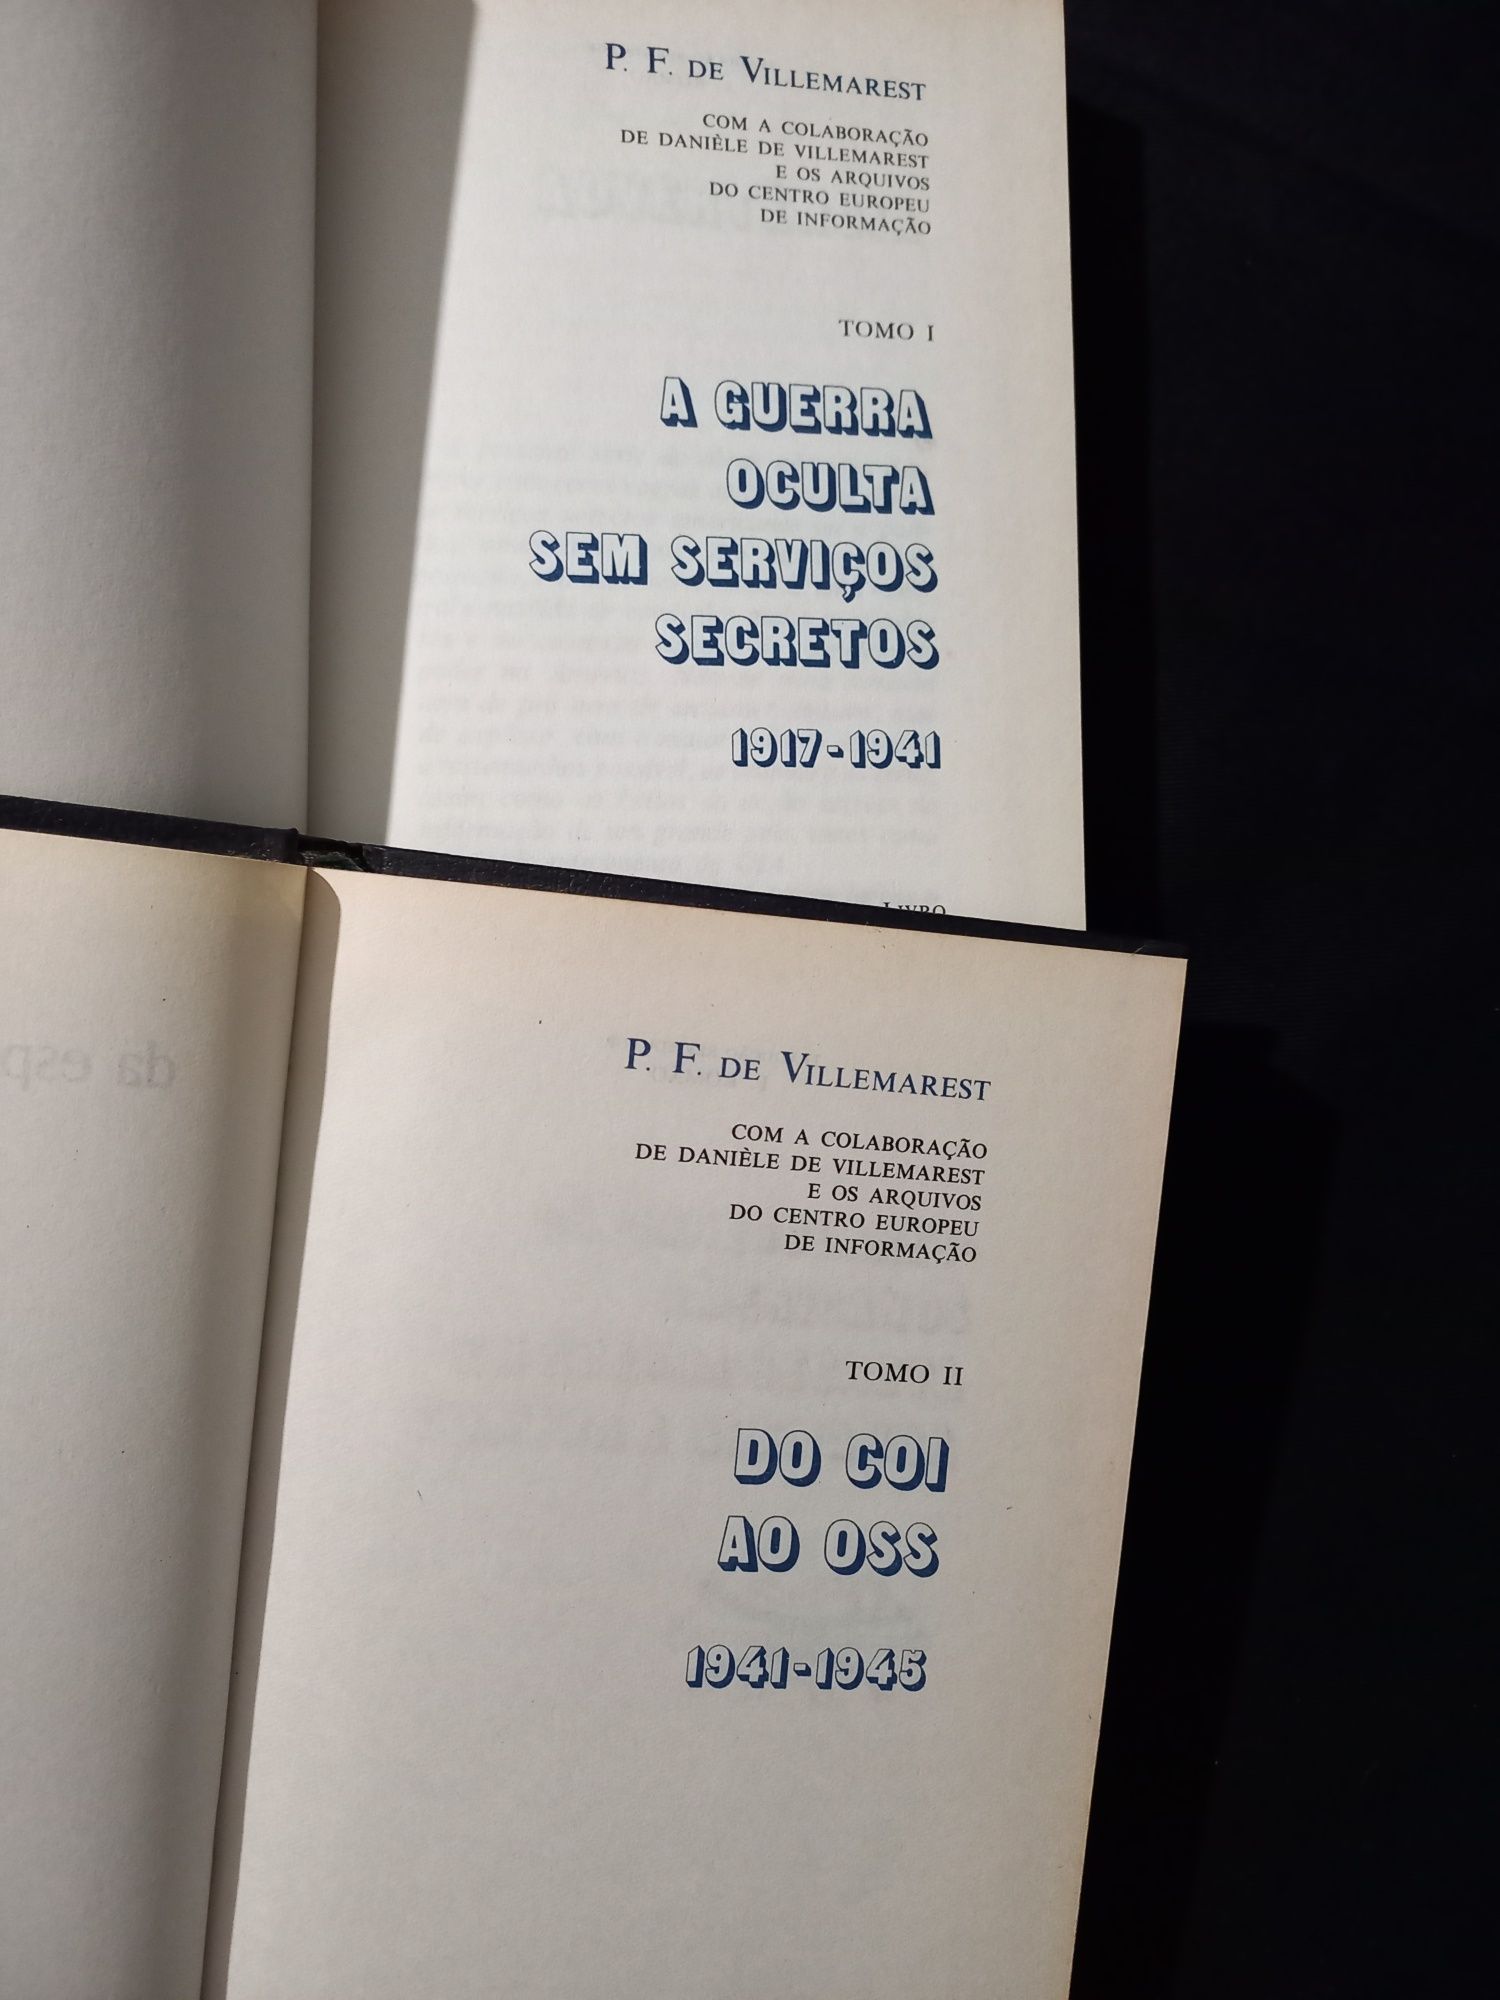 P. F. DE VILLEMAREST
COM A COLABORAÇÃO
DE DANIÈLE DE VILLEMAREST
E OS ARQUIVOS
DO CENTRO EUROPEU
DE INFORMAÇÃO
TOMO I
A GUERRA
OCULTA
SEM SERVIÇOS
SECRETOS
1917-1941
LIVRO
P. F. DE VILLEMAREST
COM A COLABORAÇÃO
DE DANIÈLE DE VILLEMAREST
E OS ARQUIVOS
DO CENTRO EUROPEU
DE INFORMAÇÃO
TOMO II
DO COI
AO OSS
1941-1945